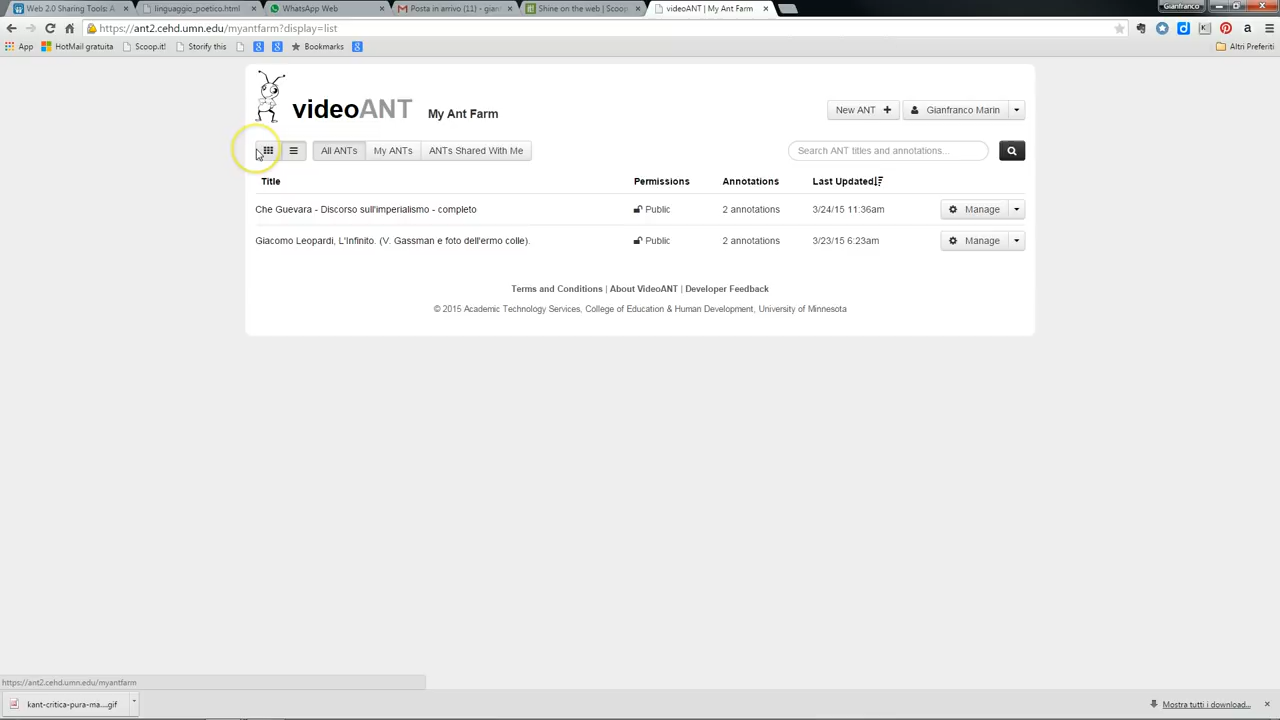 Web 2.0 Sharing Tools: A
linguaggio_poetico.html
WhatsApp Web
Posta in arrivo (11) - giant
Shine on the web | Scoop
videoANT | My Ant Farm
Gianfranco
https://ant2.cehd.umn.edu/myantfarm?display=list
App
HotMail gratuita
Scoop.it!
Storify this
Bookmarks
Altri Preferiti
videoANT My Ant Farm
New ANT
Gianfranco Marin
All ANTs
My ANTs
ANTs Shared With Me
Search ANT titles and annotations...
Title Permissions Annotations Last Updated
Che Guevara - Discorso sull'imperialismo - completo Public 2 annotations 3/24/15 11:36am Manage
Giacomo Leopardi, L'Infinito. (V. Gassman e foto dell'ermo colle). Public 2 annotations 3/23/15 6:23am Manage
Terms and Conditions | About VideoANT | Developer Feedback
© 2015 Academic Technology Services, College of Education & Human Development, University of Minnesota
https://ant2.cehd.umn.edu/myantfarm
kant-critica-pura-ma....gif
Mostra tutti i download...